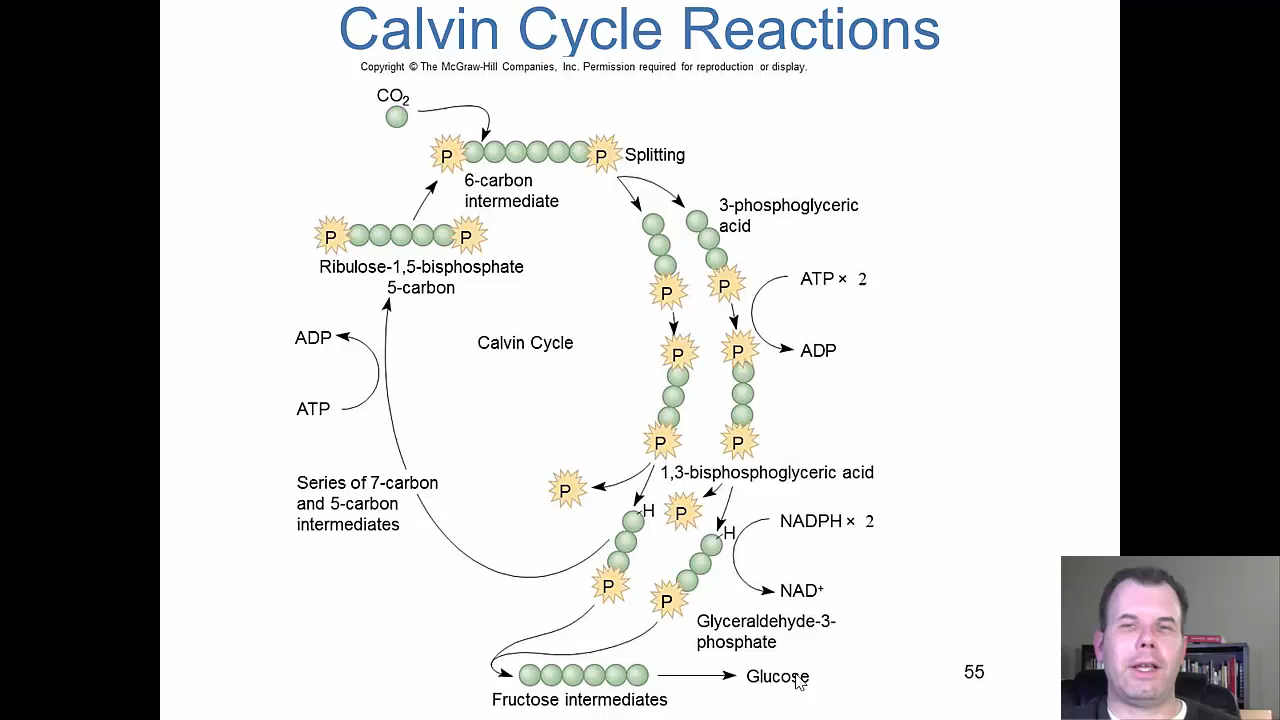 Calvin Cycle Reactions
Copyright © The McGraw-Hill Companies, Inc. Permission required for reproduction or display.
CO2
P
P
Splitting
6-carbon
intermediate
3-phosphoglyceric
acid
P
P
Ribulose-1,5-bisphosphate
5-carbon
P
P
ATP × 2
ADP
ATP
Calvin Cycle
P
P
ADP
P
P
1,3-bisphosphoglyceric acid
Series of 7-carbon
and 5-carbon
intermediates
P
H
P
H
NADPH × 2
NAD+
P
P
Glyceraldehyde-3-
phosphate
Glucose
Fructose intermediates
55